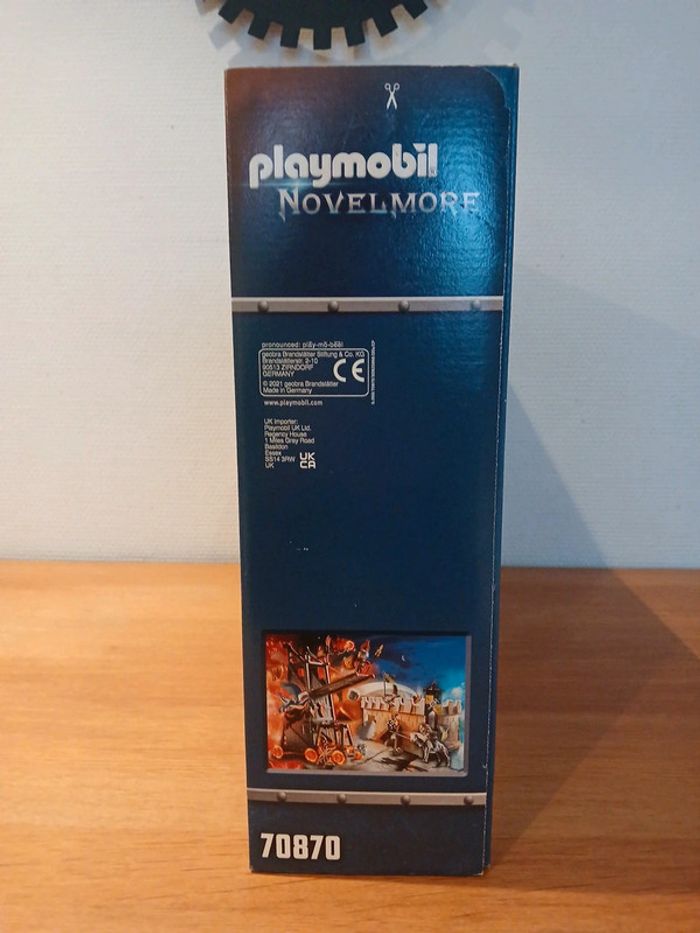 playmobil
NOVELMORE
pronounced: plāy-mō-bēēl
geobra Brandstätter Stiftung & Co. KG
Brandstätterstr. 2-10
90513 ZIRNDORF
GERMANY
© 2021 geobra Brandstätter
Made in Germany
CE
www.playmobil.com
UK importer:
Playmobil UK Ltd.
Regency House
1 Miles Gray Road
Basildon
Essex
SS14 3RW
UK
UK
CA
70870